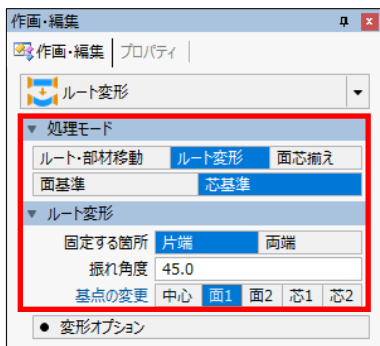 作画・編集
作画・編集 プロパティ
ルート変形
処理モード
ルート・部材移動 ルート変形 面芯揃え
面基準 芯基準
ルート変形
固定する箇所 片端 両端
振れ角度 45.0
基点の変更 中心 面1 面2 芯1 芯2
変形オプション